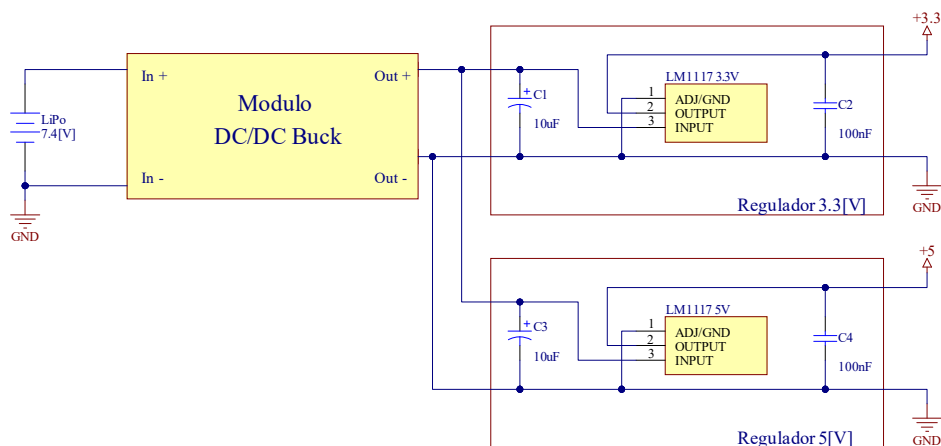 +3.3
In +
Out +
Modulo
DC/DC Buck
LiPo
7.4[V]
In -
Out -
GND
C1
10uF
LM1117 3.3V
1
ADJ/GND
2
OUTPUT
3
INPUT
C2
100nF
Regulador 3.3[V]
GND
+5
C3
10uF
LM1117 5V
1
ADJ/GND
2
OUTPUT
3
INPUT
C4
100nF
Regulador 5[V]
GND